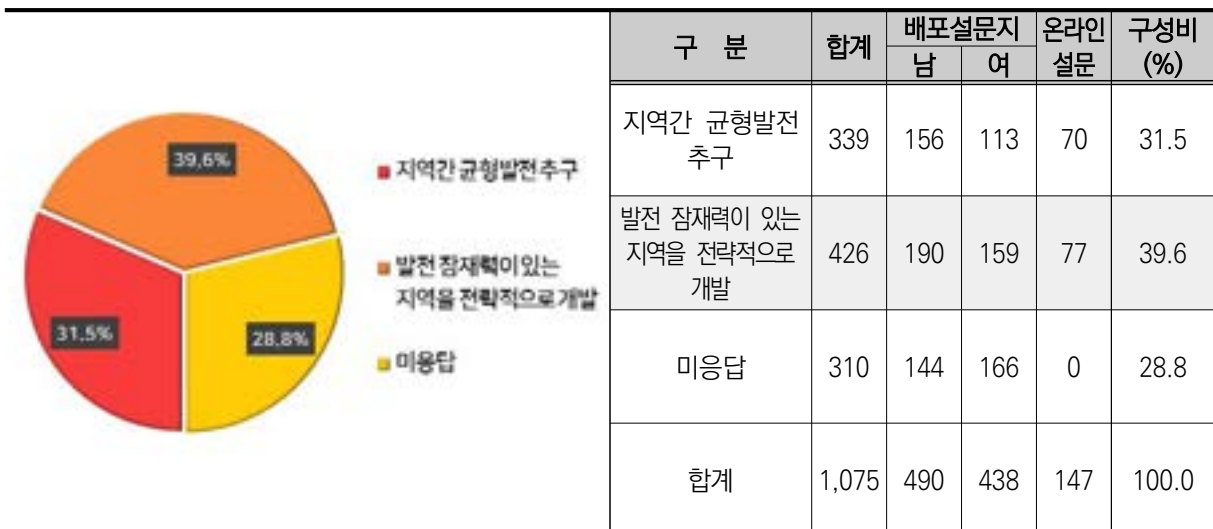 39.6%
31.5%
28.8%
지역간 균형발전 추구
발전 잠재력이 있는
지역을 전략적으로 개발
미응답
구 분 합계 배포설문지 온라인 설문 구성비 (%)
남 여
지역간 균형발전
추구 339 156 113 70 31.5
발전 잠재력이 있는
지역을 전략적으로
개발 426 190 159 77 39.6
미응답 310 144 166 0 28.8
합계 1,075 490 438 147 100.0